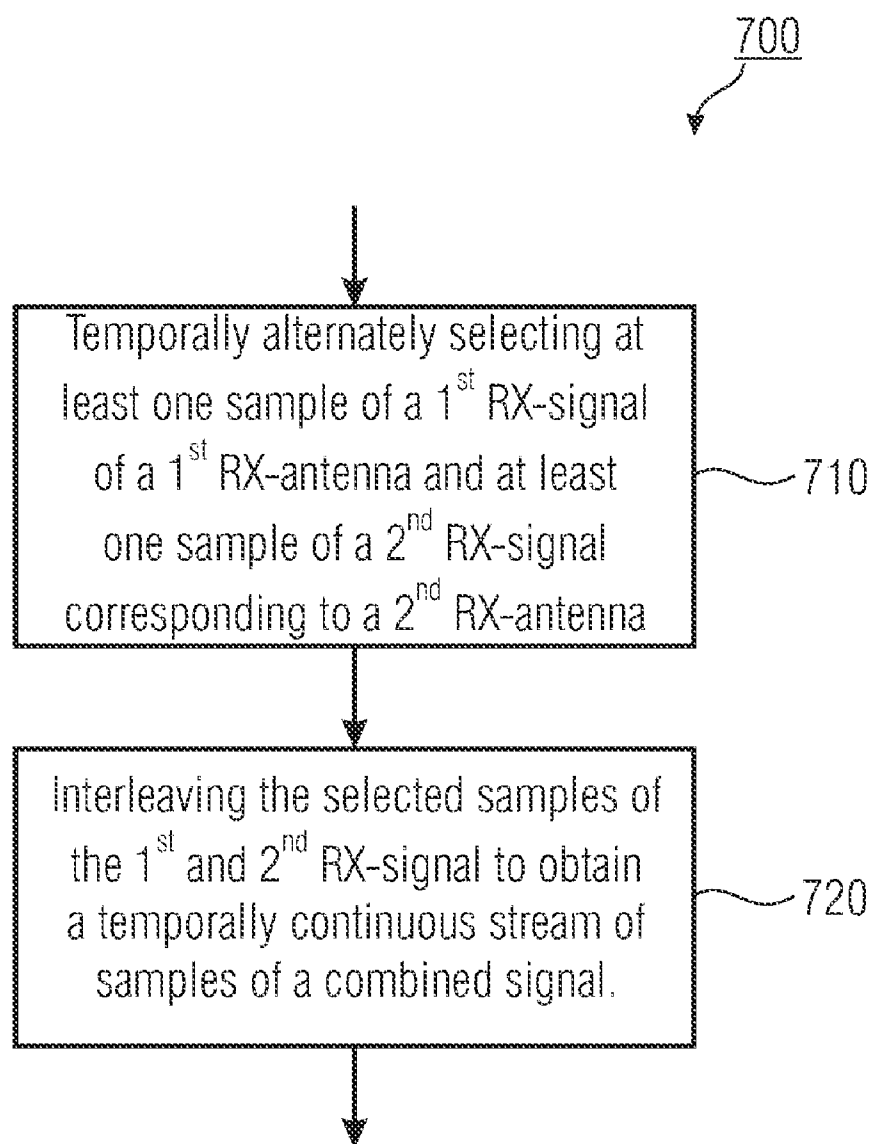 700
Temporally alternately selecting at
least one sample of a 1st RX-signal
of a 1st RX-antenna and at least
one sample of a 2nd RX-signal
corresponding to a 2nd RX-antenna
710
Interleaving the selected samples of
the 1st and 2nd RX-signal to obtain
a temporally continuous stream of
samples of a combined signal.
720